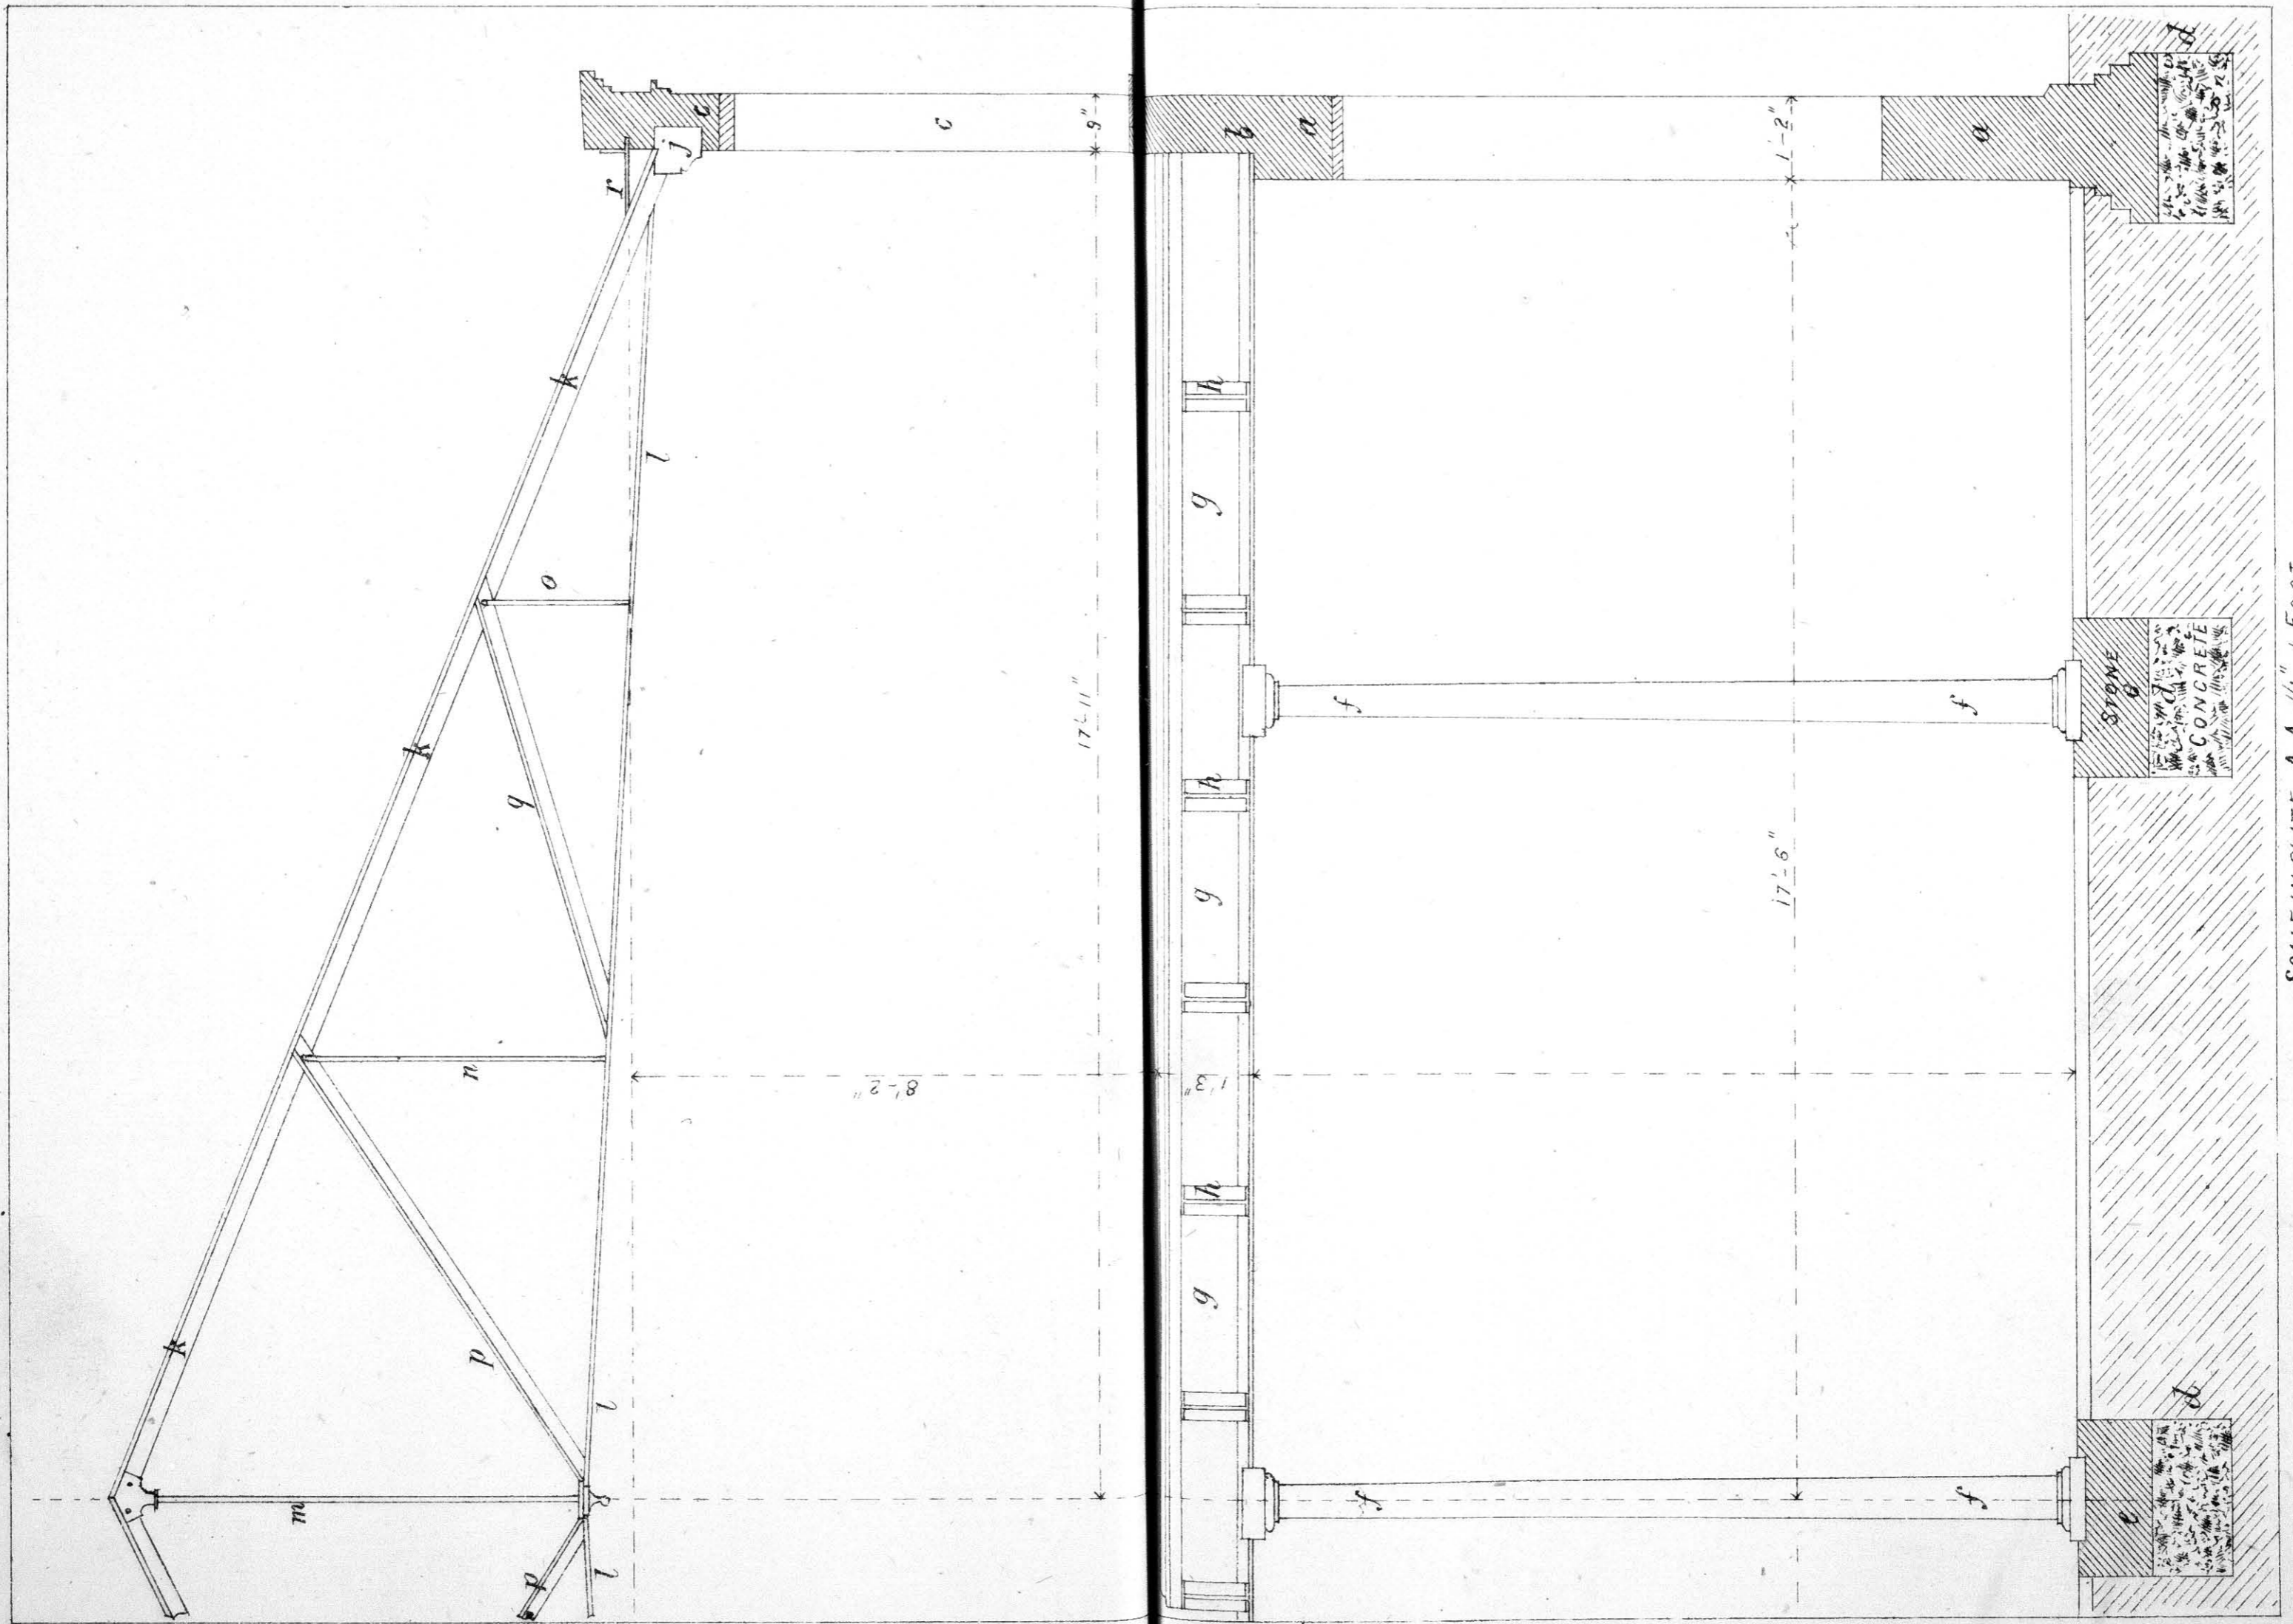 c
c
j
r
k
l
o
k
q
n
k
p
m
l
p
l
9"
17'-11"
8'-2"
b
a
a
d
1'-2"
h
g
f
f
STONE
e
d
CONCRETE
h
g
17'-6"
1'3"
h
g
f
f
e
d